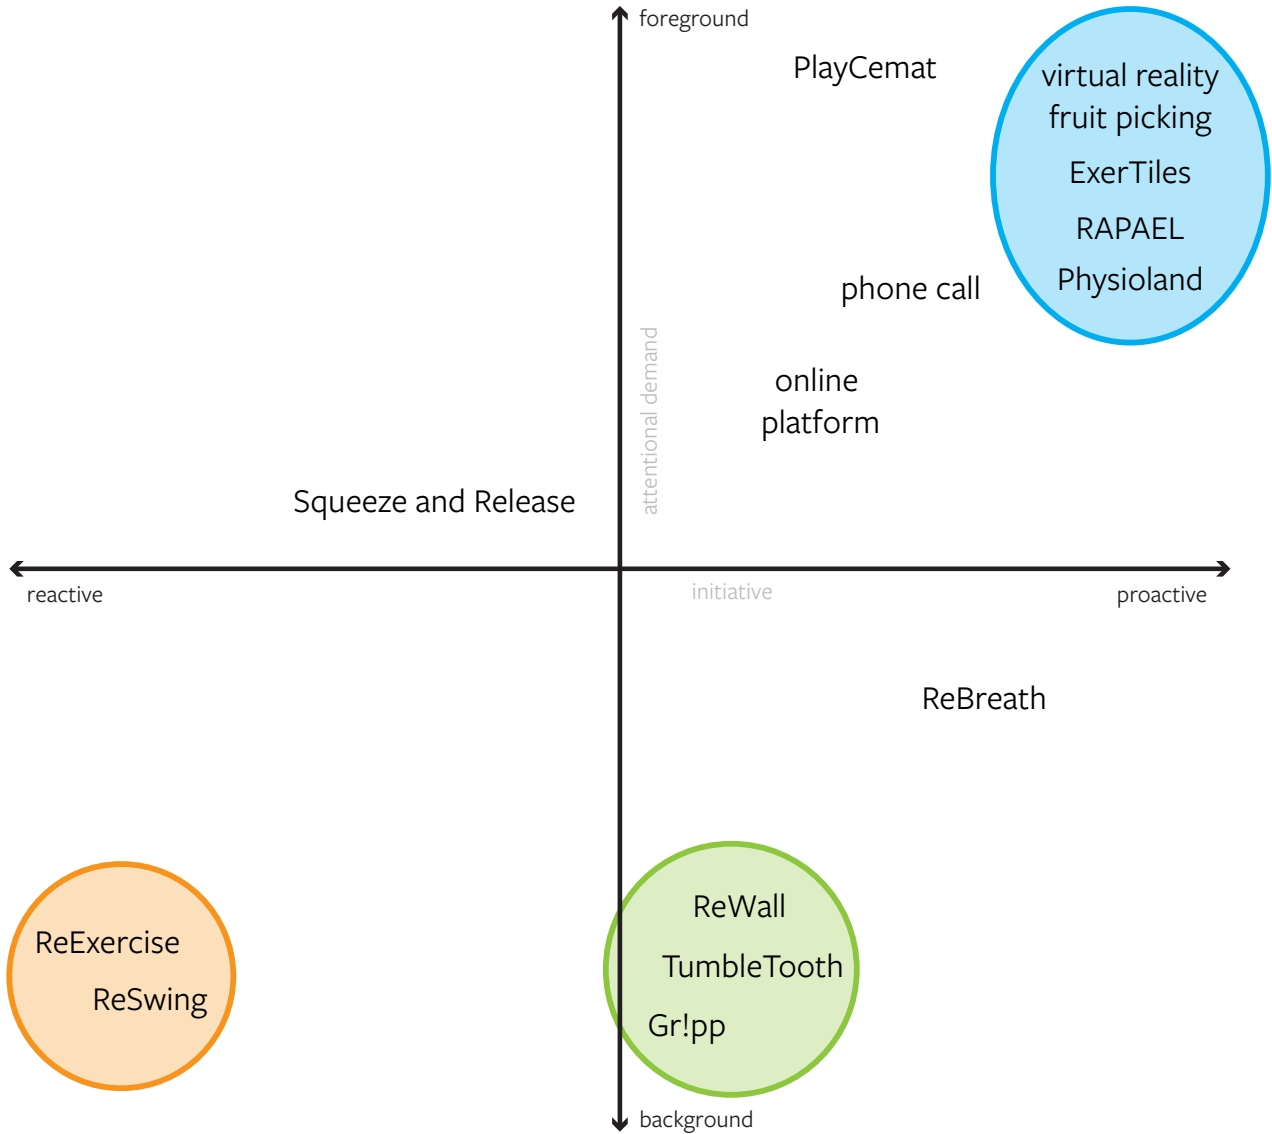 foreground
PlayCemat
virtual reality
fruit picking
ExerTiles
RAPAEL
Physioland
phone call
attentional demand
online
platform
Squeeze and Release
reactive
initiative
proactive
ReBreath
ReWall
TumbleTooth
Gr!pp
ReExercise
ReSwing
background